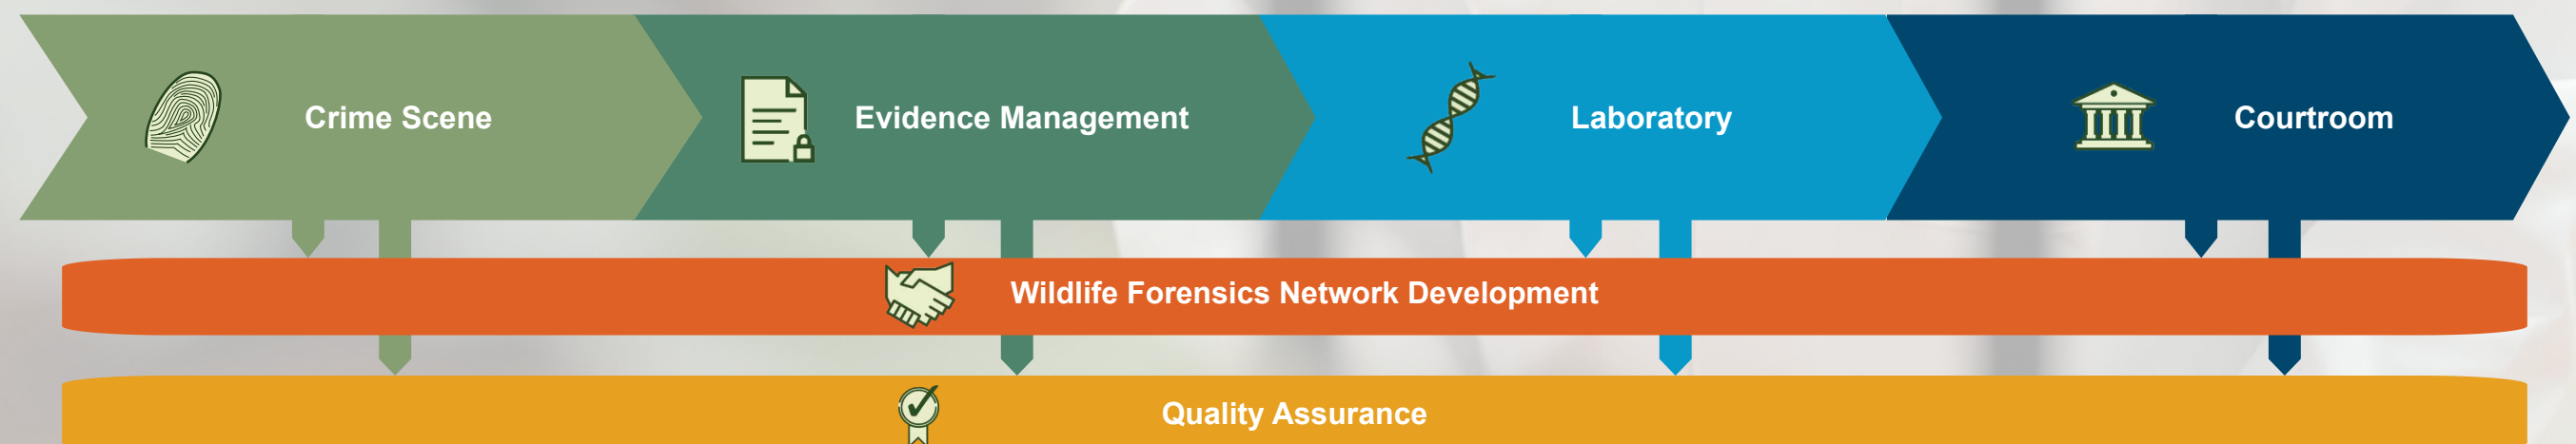 Crime Scene
Evidence Management
Laboratory
Courtroom
Wildlife Forensics Network Development
Quality Assurance